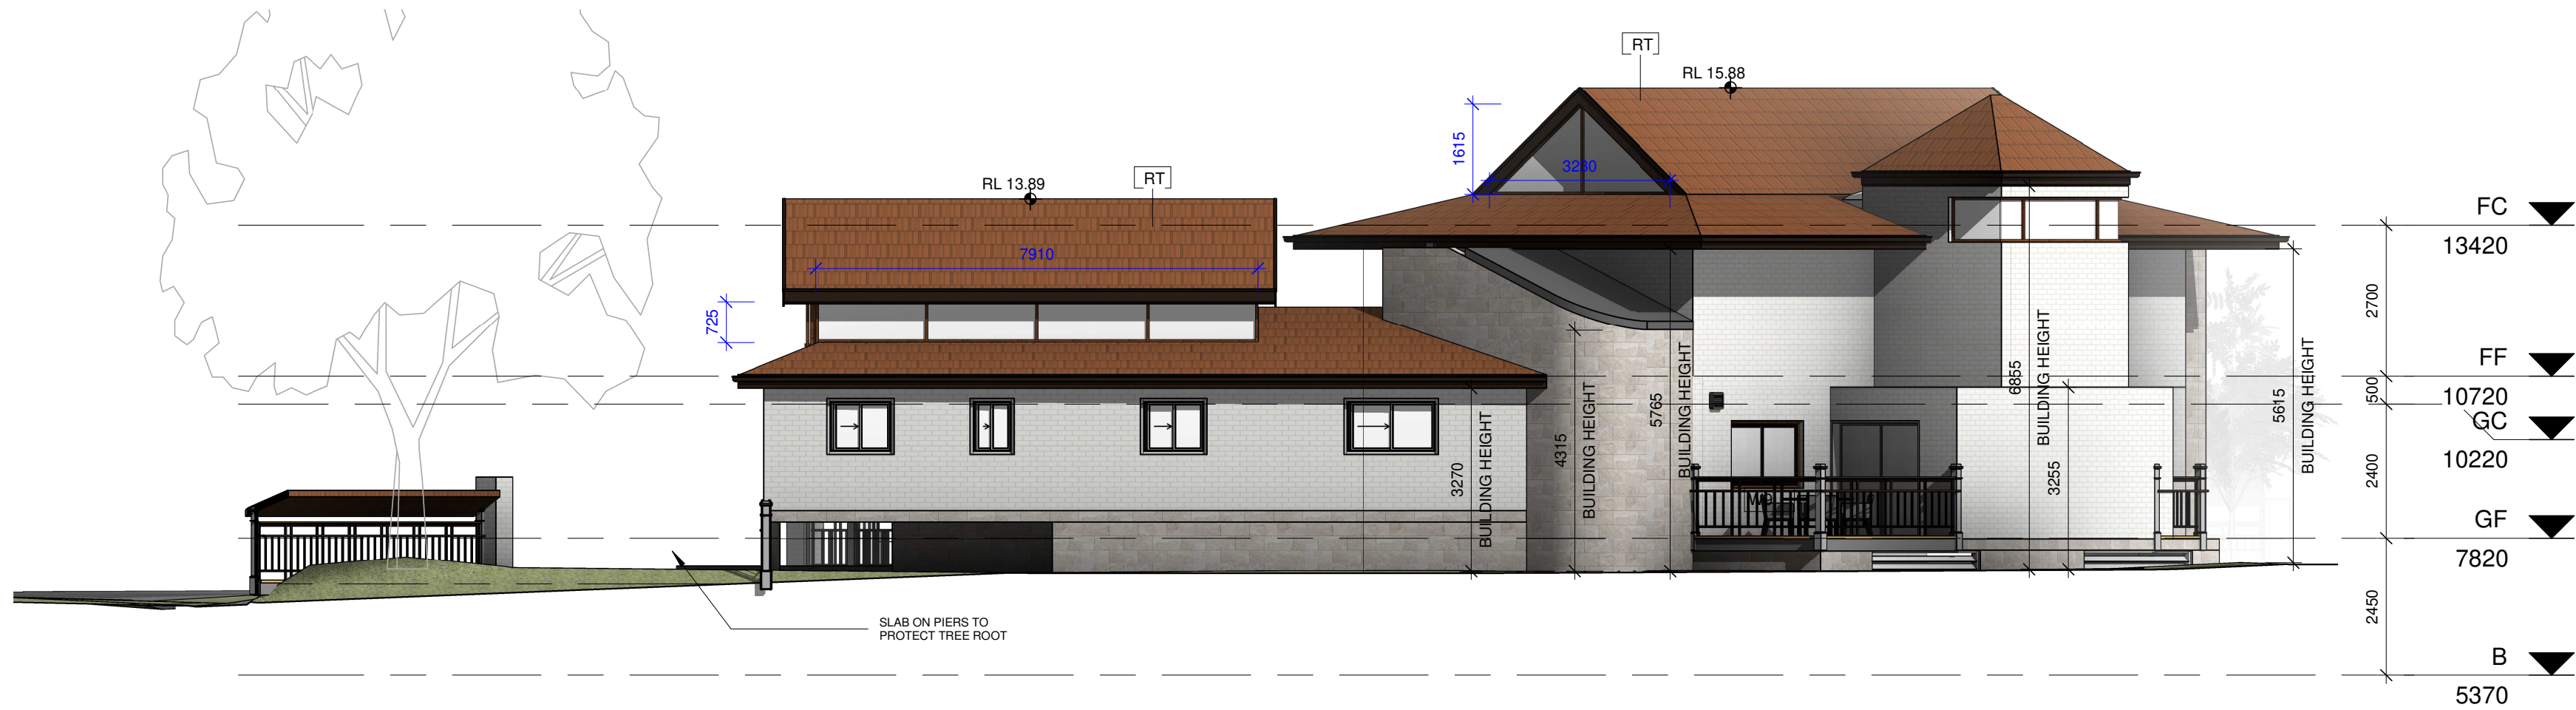 RT
RL 15.88
1615
3280
RL 13.89
RT
7910
725
FC
13420
2700
FF
10720
500
GC
10220
2400
GF
7820
2450
B
5370
3270
BUILDING HEIGHT
4315
BUILDING HEIGHT
5765
BUILDING HEIGHT
6855
BUILDING HEIGHT
3255
5615
BUILDING HEIGHT
SLAB ON PIERS TO
PROTECT TREE ROOT